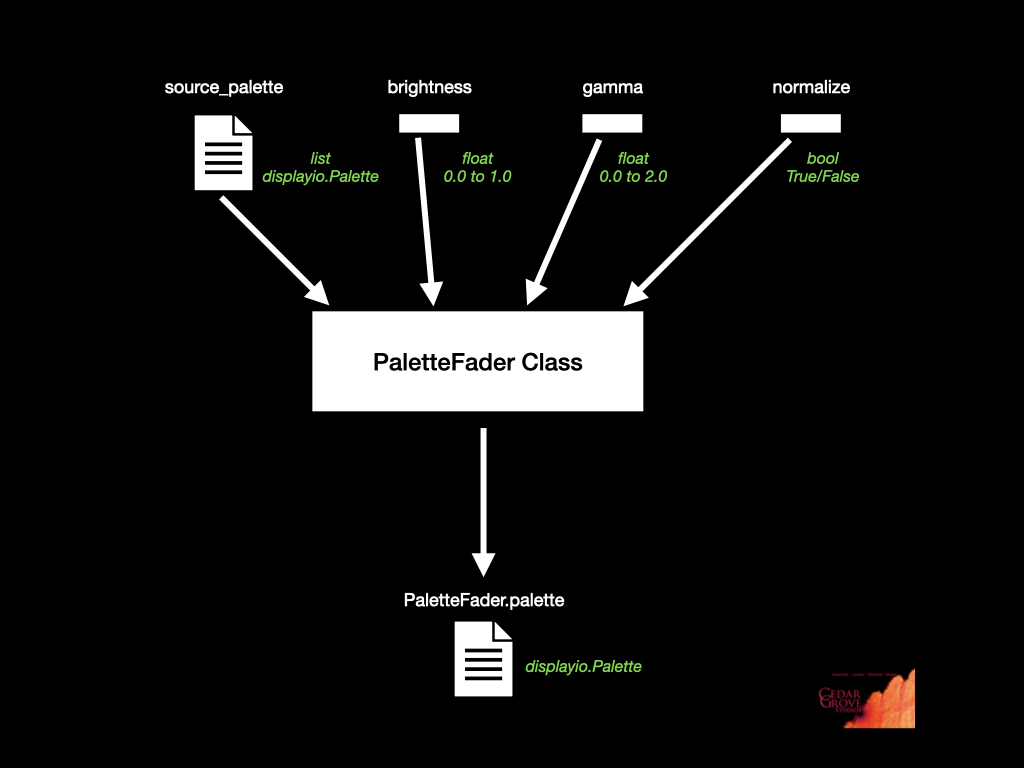 source_palette
brightness
gamma
normalize
list
displayio.Palette
float
0.0 to 1.0
float
0.0 to 2.0
bool
True/False
PaletteFader Class
PaletteFader.palette
displayio.Palette
CEDAR
GROVE
STUDIOS